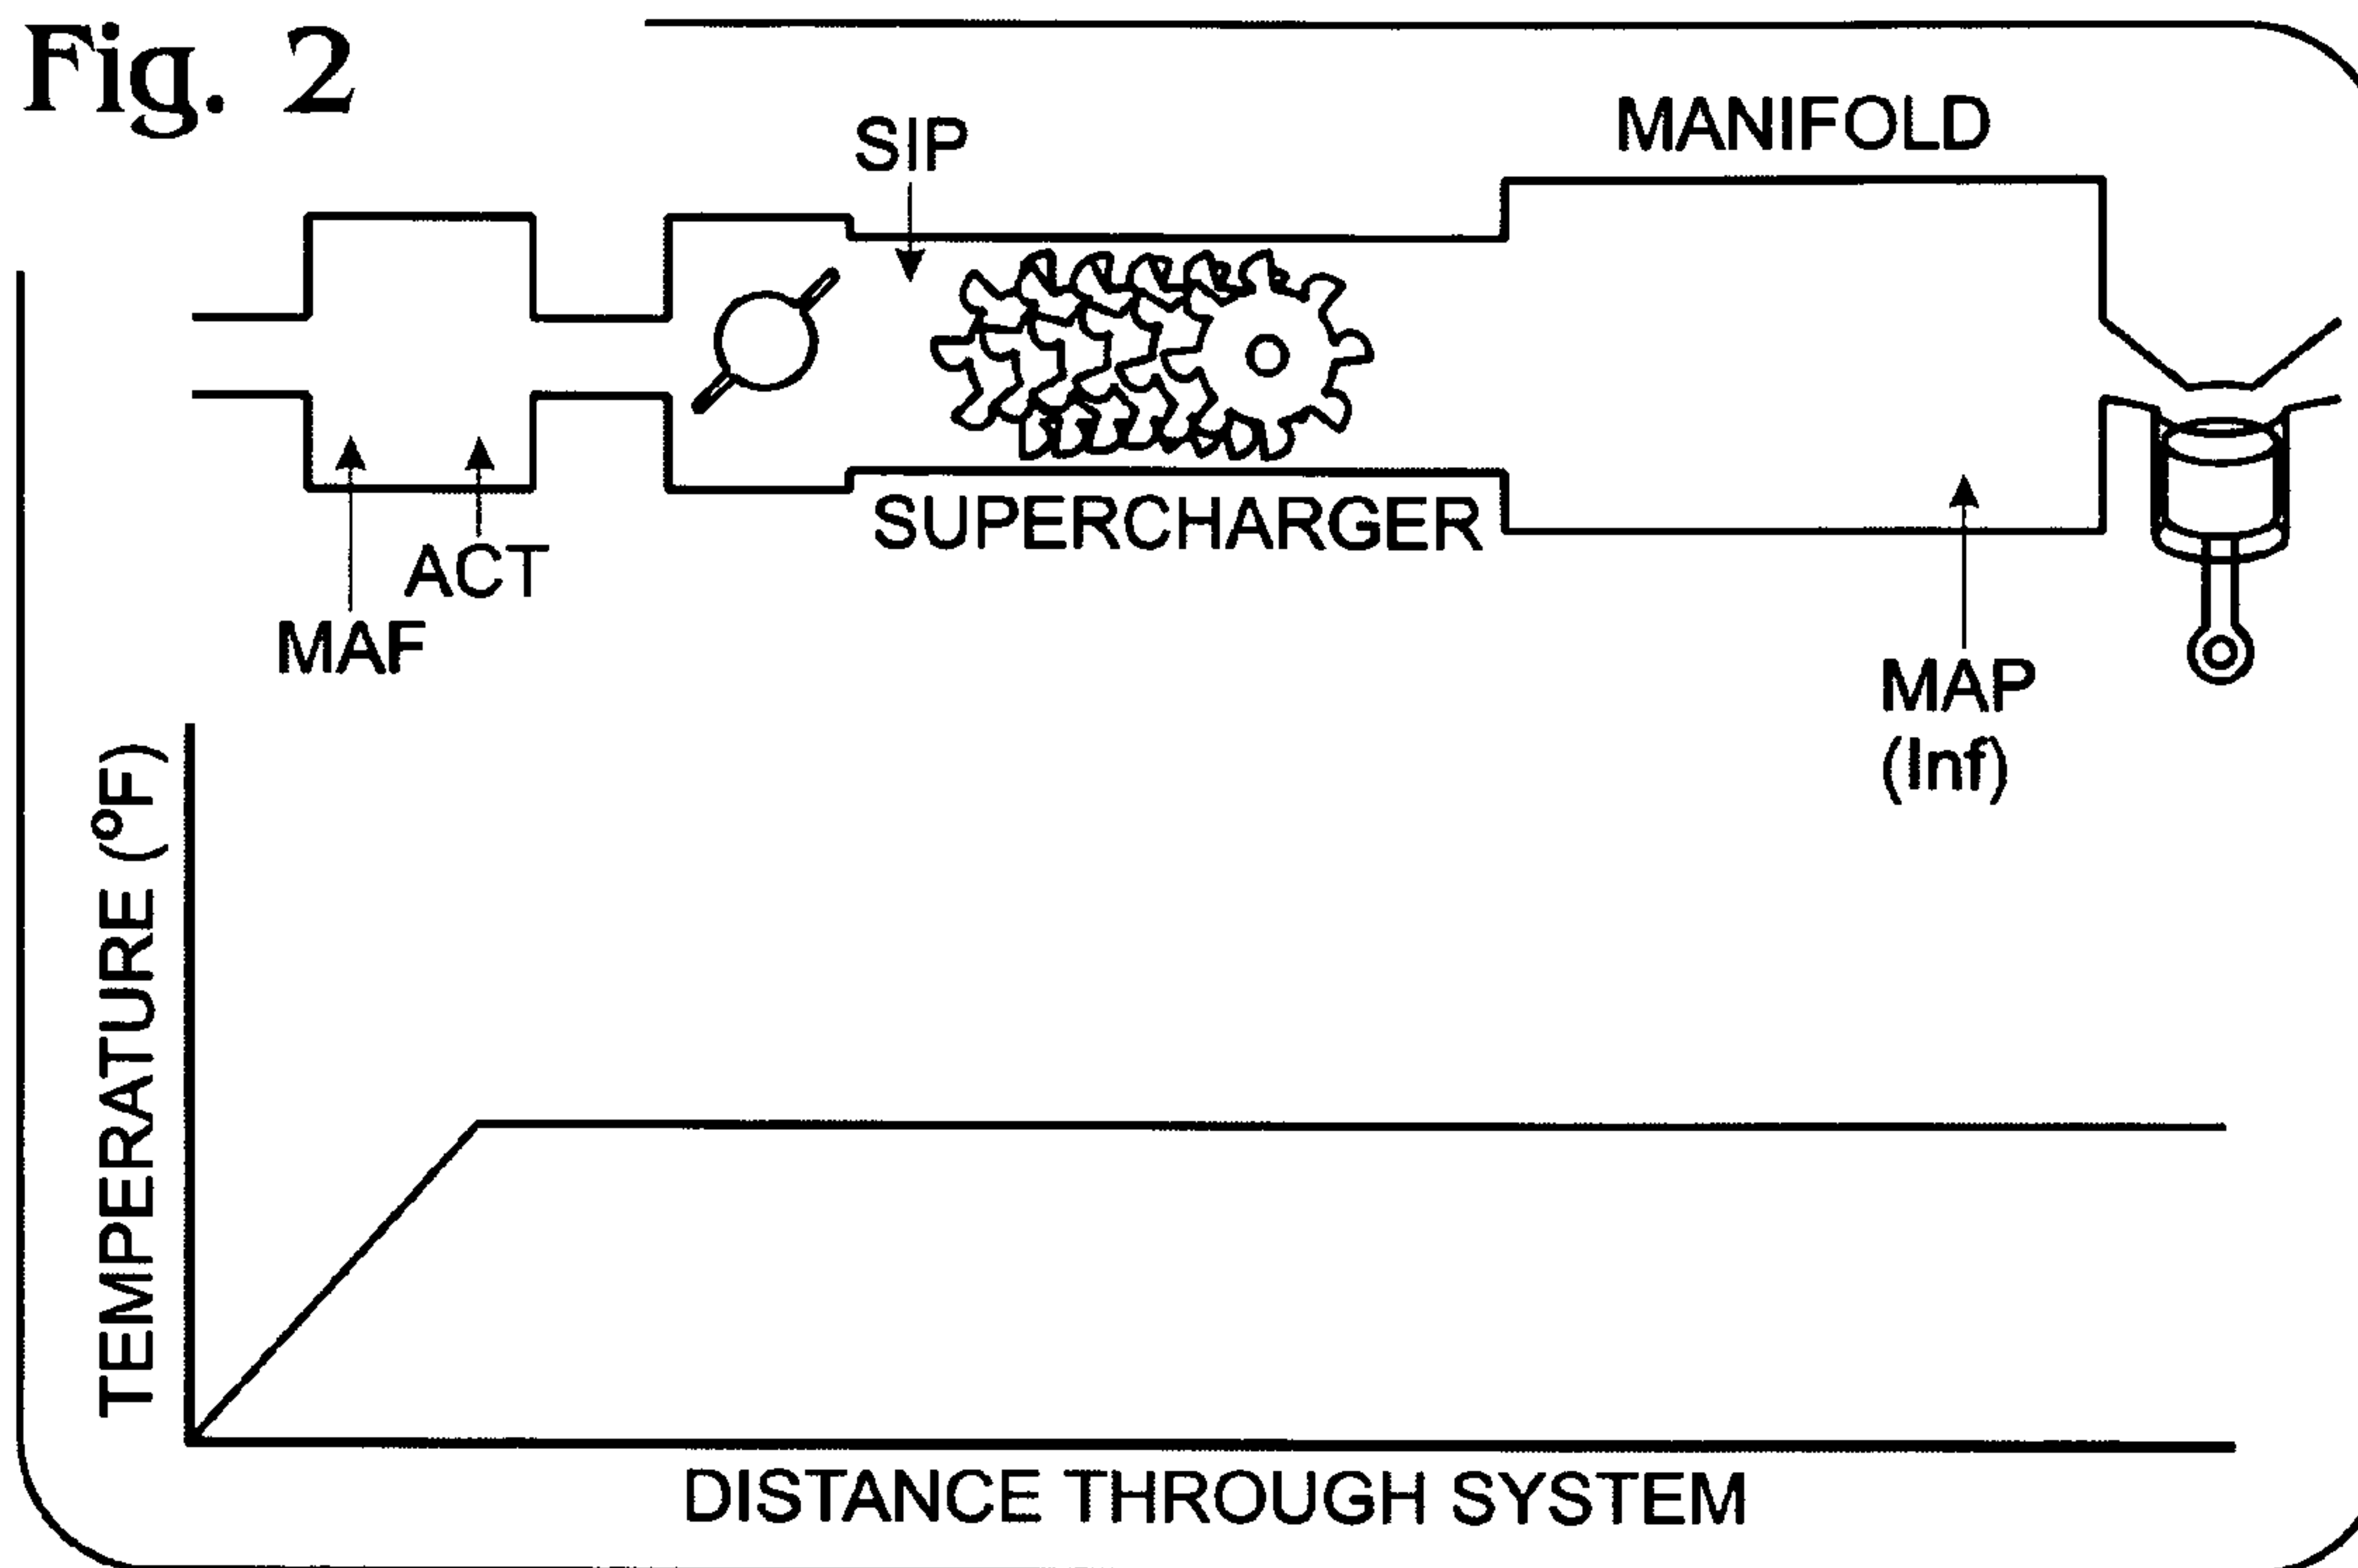 Fig. 2
SIP
MANIFOLD
SUPERCHARGER
ACT
MAF
MAP
(Inf)
TEMPERATURE (°F)
DISTANCE THROUGH SYSTEM